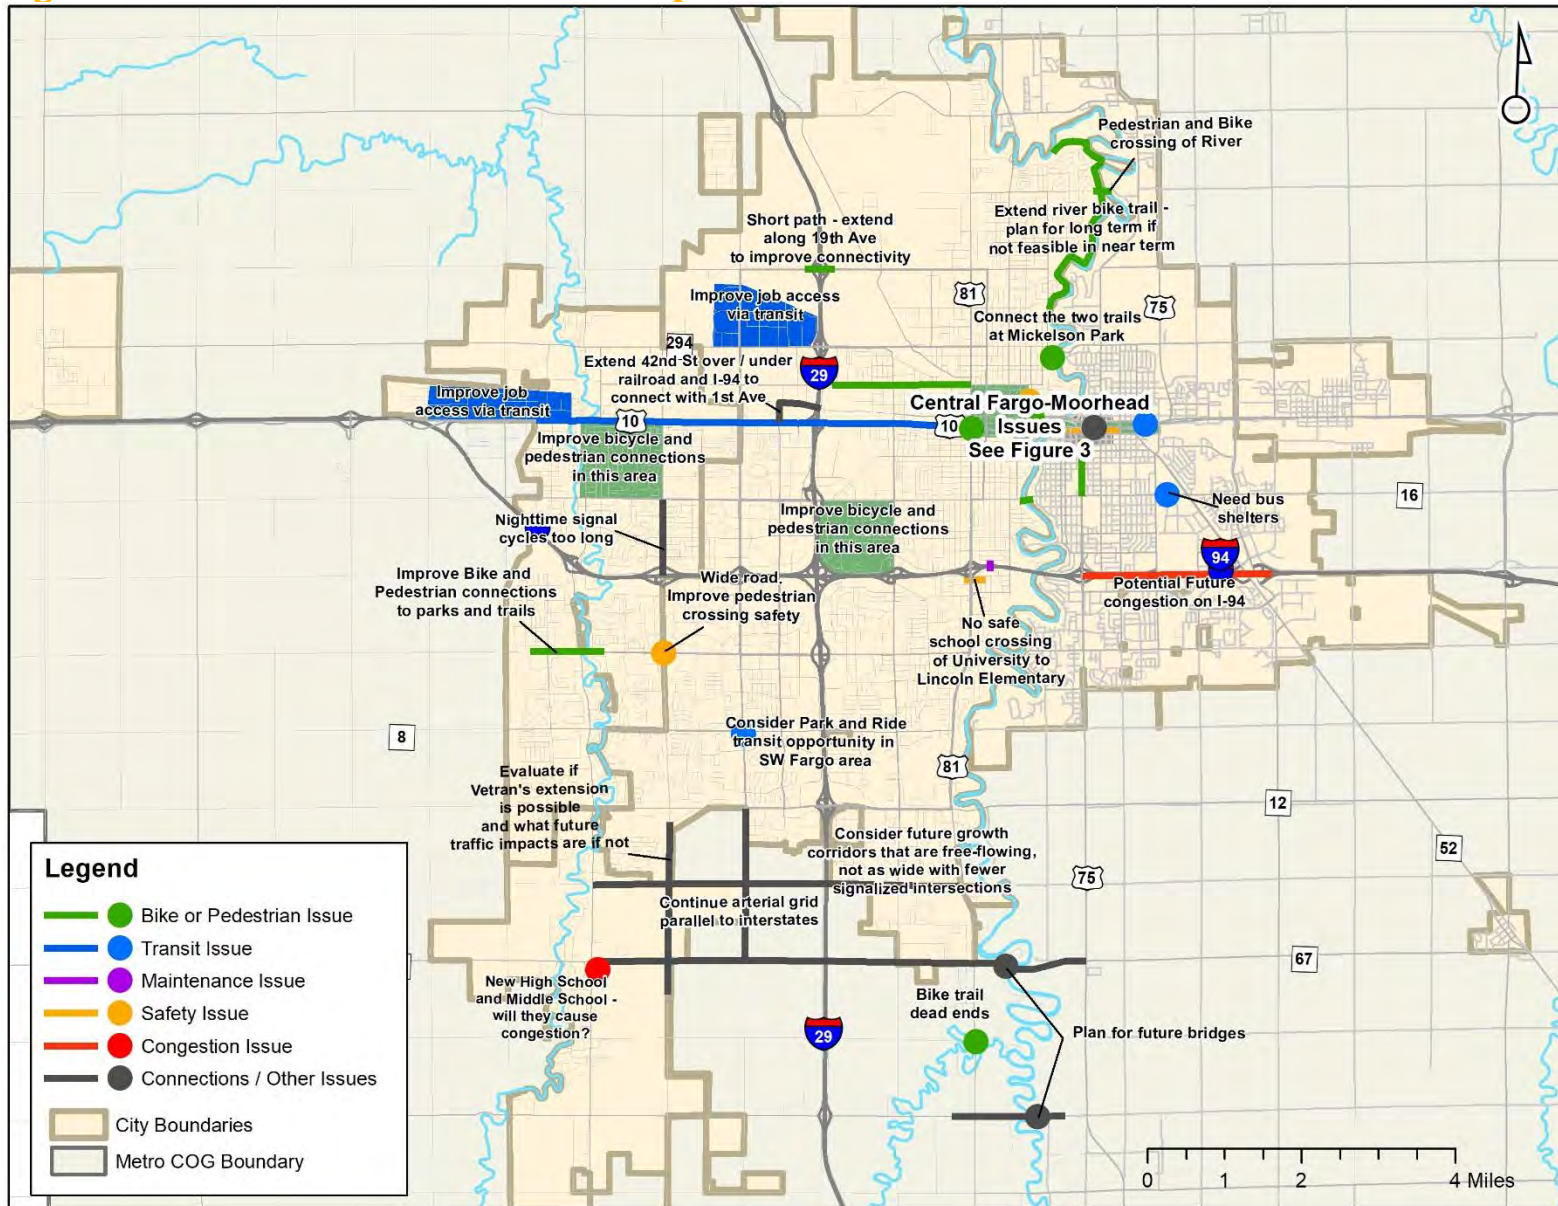 Pedestrian and Bike
crossing of River
Short path - extend
along 19th Ave
to improve connectivity
Extend river bike trail -
plan for long term if
not feasible in near term
81
75
Improve job access
via transit
Connect the two trails
at Mickelson Park
294
Extend 42nd St over / under
railroad and I-94 to
connect with 1st Ave
29
Improve job
access via transit
10
10
Central Fargo-Moorhead
Issues
See Figure 3
Improve bicycle and
pedestrian connections
in this area
16
Need bus
shelters
Nighttime signal
cycles too long
Improve bicycle and
pedestrian connections
in this area
94
Improve Bike and
Pedestrian connections
to parks and trails
Wide road.
Improve pedestrian
crossing safety
Potential Future
congestion on I-94
No safe
school crossing
of University to
Lincoln Elementary
8
Consider Park and Ride
transit opportunity in
SW Fargo area
81
Evaluate if
Vetran's extension
is possible
and what future
traffic impacts are if not
12
Consider future growth
corridors that are free-flowing,
not as wide with fewer
signalized intersections
52
75
Continue arterial grid
parallel to interstates
67
New High School
and Middle School -
will they cause
congestion?
Bike trail
dead ends
29
Plan for future bridges
Legend
Bike or Pedestrian Issue
Transit Issue
Maintenance Issue
Safety Issue
Congestion Issue
Connections / Other Issues
City Boundaries
Metro COG Boundary
0 1 2 4 Miles